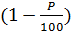 (1 − P/100)